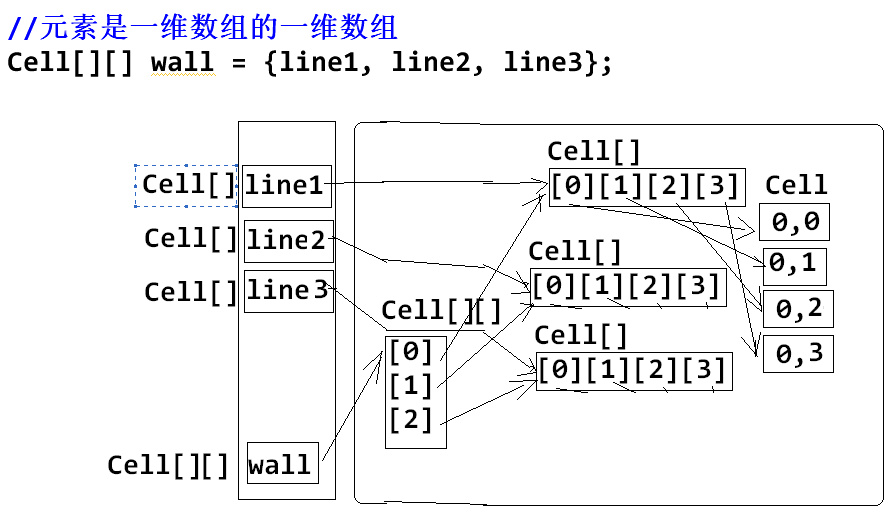 //元素是一维数组的一维数组
Cell[][] wall = {line1, line2, line3};
Cell[]
Cell[] line1
[0][1][2][3]
Cell
0,0
Cell[] line2
Cell[]
0,1
[0][1][2][3]
Cell[] line3
Cell[][]
0,2
Cell[]
[0]
0,3
[0][1][2][3]
[1]
[2]
Cell[][] wall